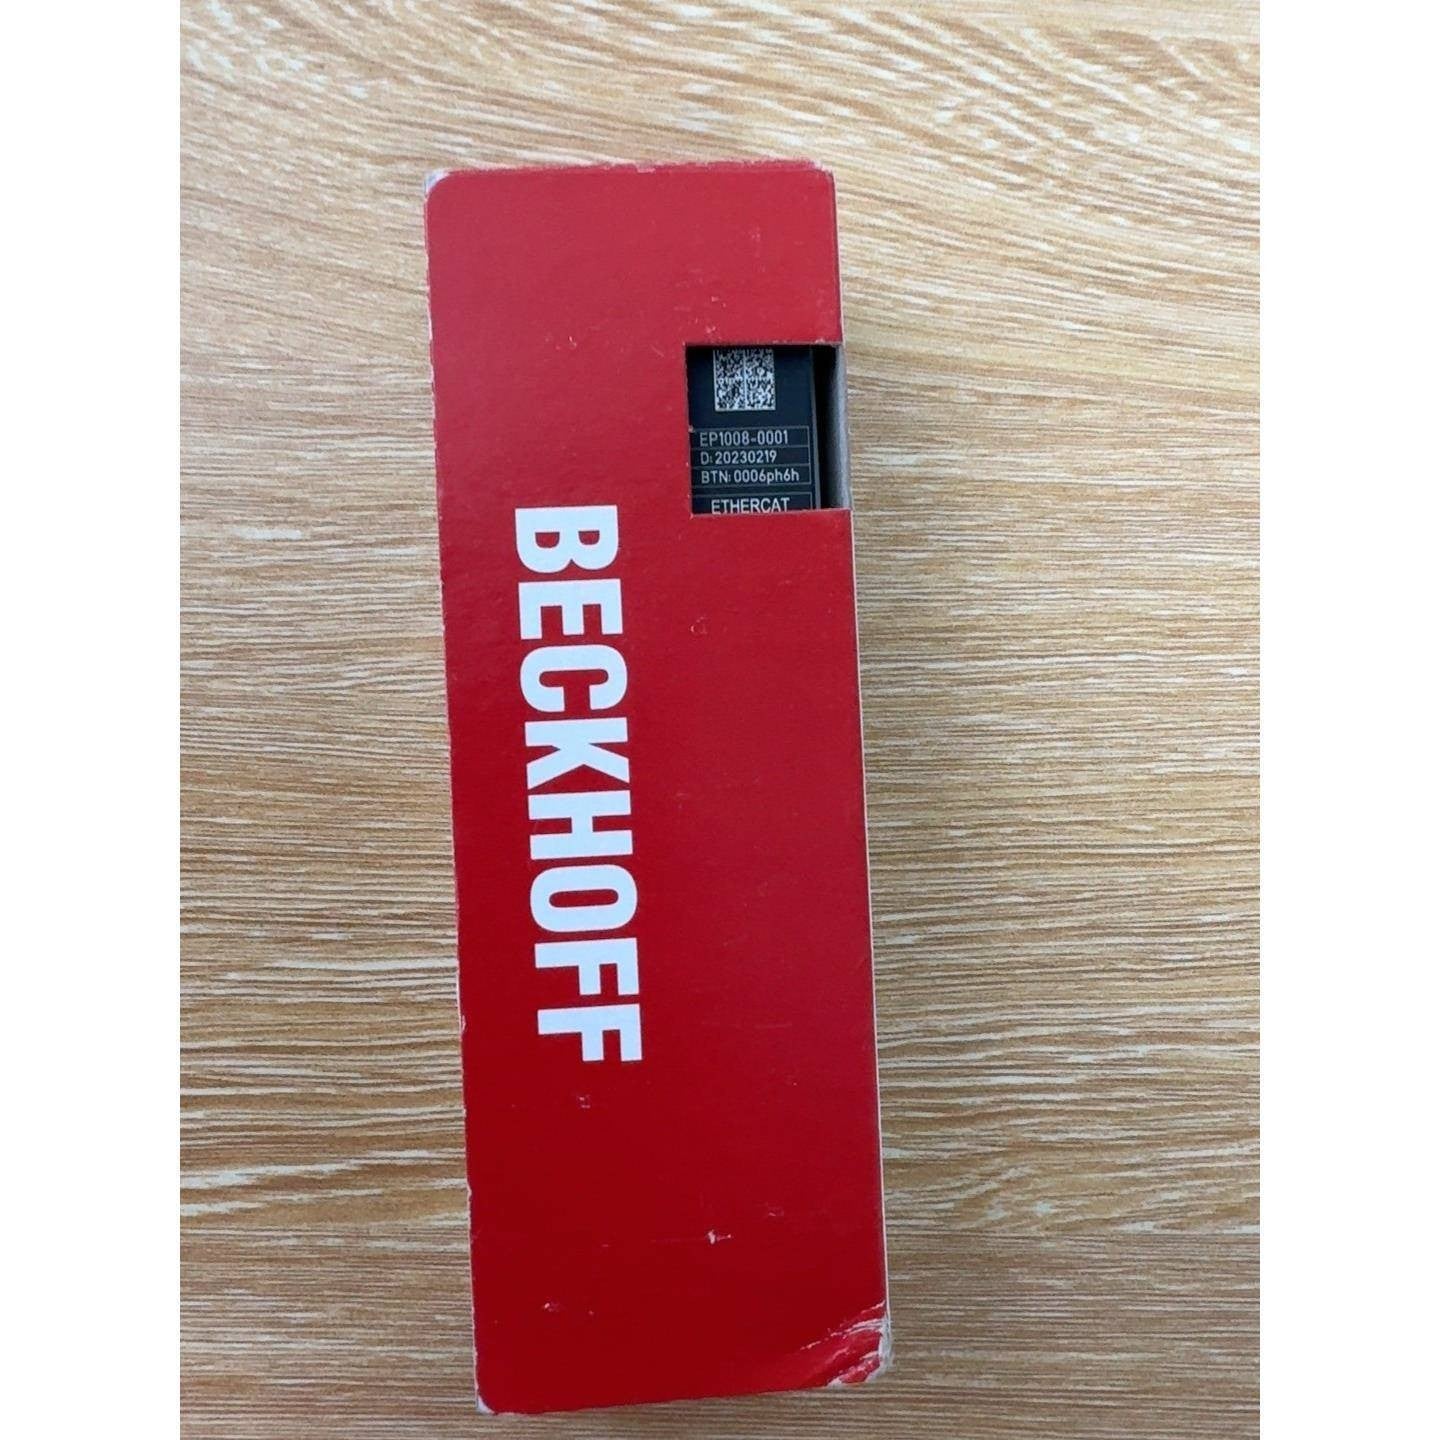 EP1008-0001
D: 20230219
BTN: 0006ph6h
ETHERCAT
BECKHOFF